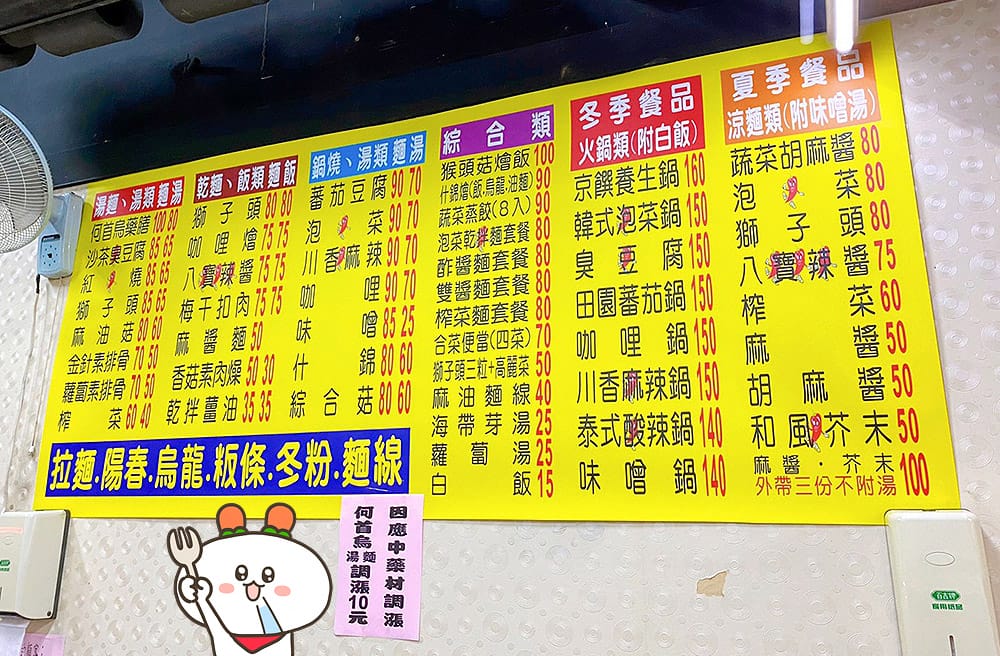 湯麵、湯類麵湯
何首烏藥膳 100 80
沙茶臭豆腐 85 65
紅燒 85 65
獅子頭 85 65
麻油菇 80 60
金針素排骨 70 50
蘿蔔素排骨 70 50
榨菜 60 40
乾麵、飯類麵飯
獅子頭 80 80
咖哩燴 75 75
八寶辣醬 75 75
梅干扣肉 75 75
麻醬麵 50
香菇素肉燥 50 30
乾拌薑油 35 35
鍋燒、湯類麵湯
蕃茄豆腐 90 70
泡菜 90 70
川香麻辣 90 70
咖哩 90 70
味噌 85 25
什錦 80 60
綜合菇 80 60
拉麵.陽春.烏龍.粄條.冬粉.麵線
綜合類
猴頭菇燴飯 100
什錦燴(飯.烏龍.油麵) 90
蔬菜蒸餃(8入) 90
泡菜乾拌麵套餐 90
酢醬麵套餐 80
雙醬麵套餐 80
榨菜麵套餐 80
合菜便當(四菜) 70
獅子頭三粒+高麗菜 50
麻油麵線 40
海帶芽湯 25
蘿蔔湯 25
白飯 15
冬季餐品
火鍋類(附白飯)
京饌養生鍋 160
韓式泡菜鍋 150
臭豆腐 150
田園蕃茄鍋 150
咖哩鍋 150
川香麻辣鍋 150
泰式酸辣鍋 140
味噌鍋 140
夏季餐品
涼麵類(附味噌湯)
蔬菜胡麻醬 80
泡菜 80
獅子頭 80
八寶辣醬 75
榨菜 60
麻醬 50
胡麻醬 50
和風芥末 50
麻醬.芥末
外帶三份不附湯 100
因應中藥材調漲
何首烏湯麵調漲10元
百吉牌